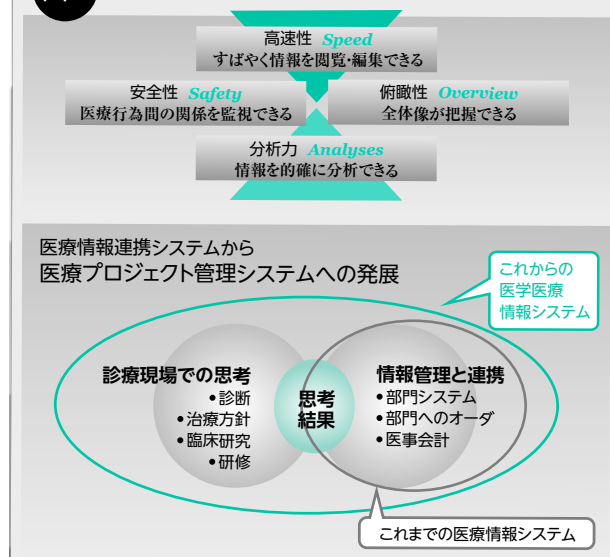 高速性 Speed
すばやく情報を閲覧・編集できる
安全性 Safety
医療行為間の関係を監視できる
俯瞰性 Overview
全体像が把握できる
分析力 Analyses
情報を的確に分析できる
医療情報連携システムから
医療プロジェクト管理システムへの発展
これからの
医学医療
情報システム
診療現場での思考
•診断
•治療方針
•臨床研究
•研修
思考
結果
情報管理と連携
•部門システム
•部門へのオーダ
•医事会計
これまでの医療情報システム